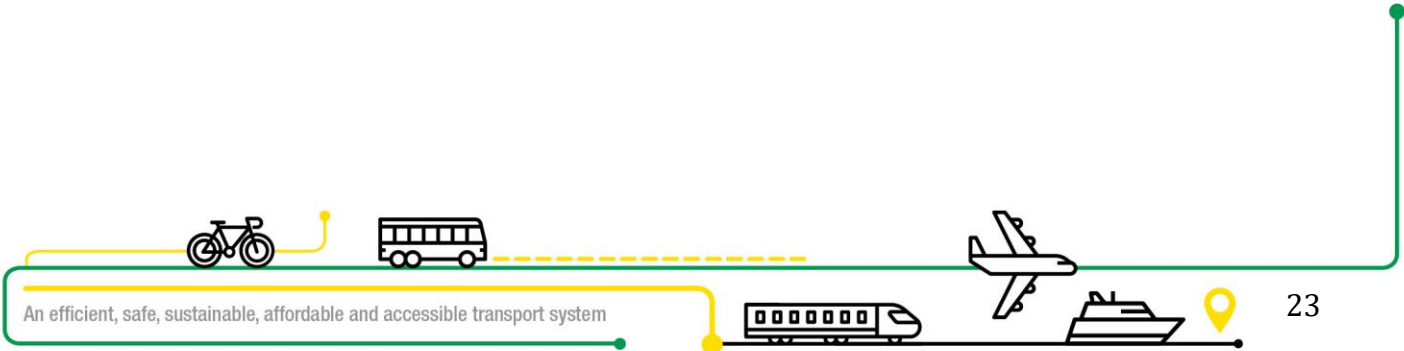 An efficient, safe, sustainable, affordable and accessible transport system
23